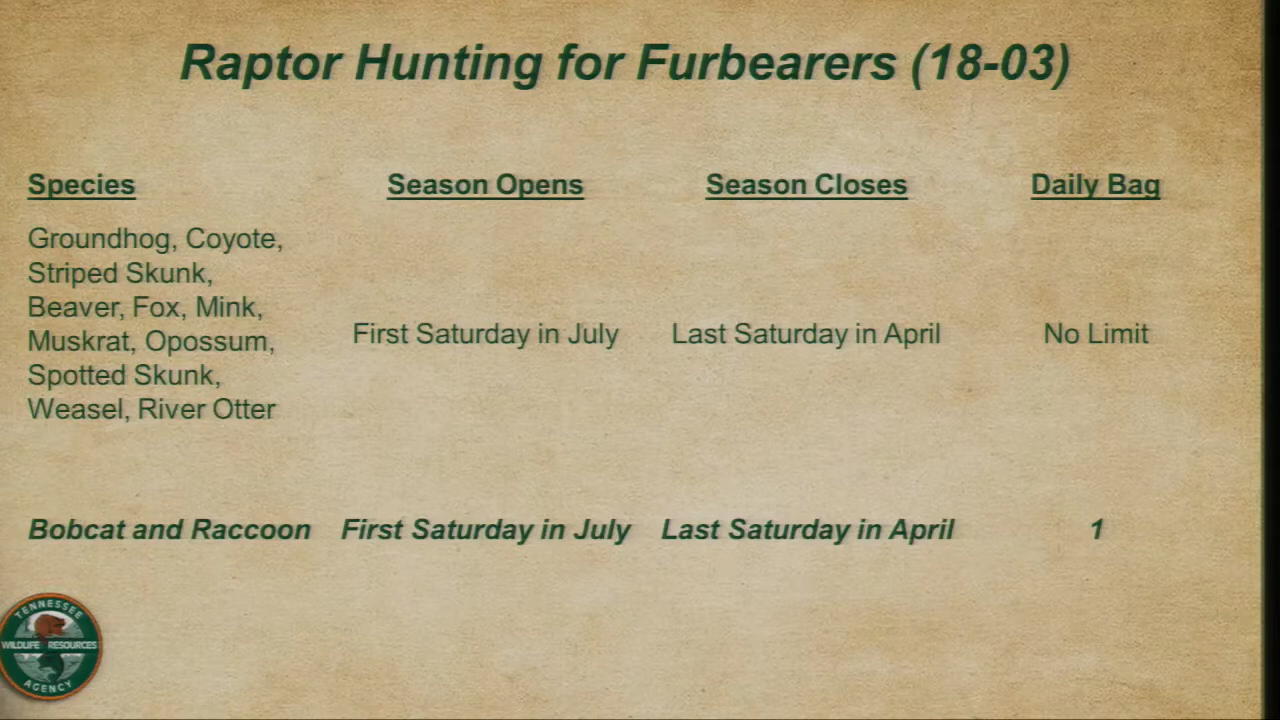 Raptor Hunting for Furbearers (18-03)
Species Season Opens Season Closes Daily Bag
Groundhog, Coyote,
Striped Skunk,
Beaver, Fox, Mink,
Muskrat, Opossum,
Spotted Skunk,
Weasel, River Otter
First Saturday in July Last Saturday in April No Limit
Bobcat and Raccoon First Saturday in July Last Saturday in April 1
TENNESSEE
WILDLIFE RESOURCES
AGENCY